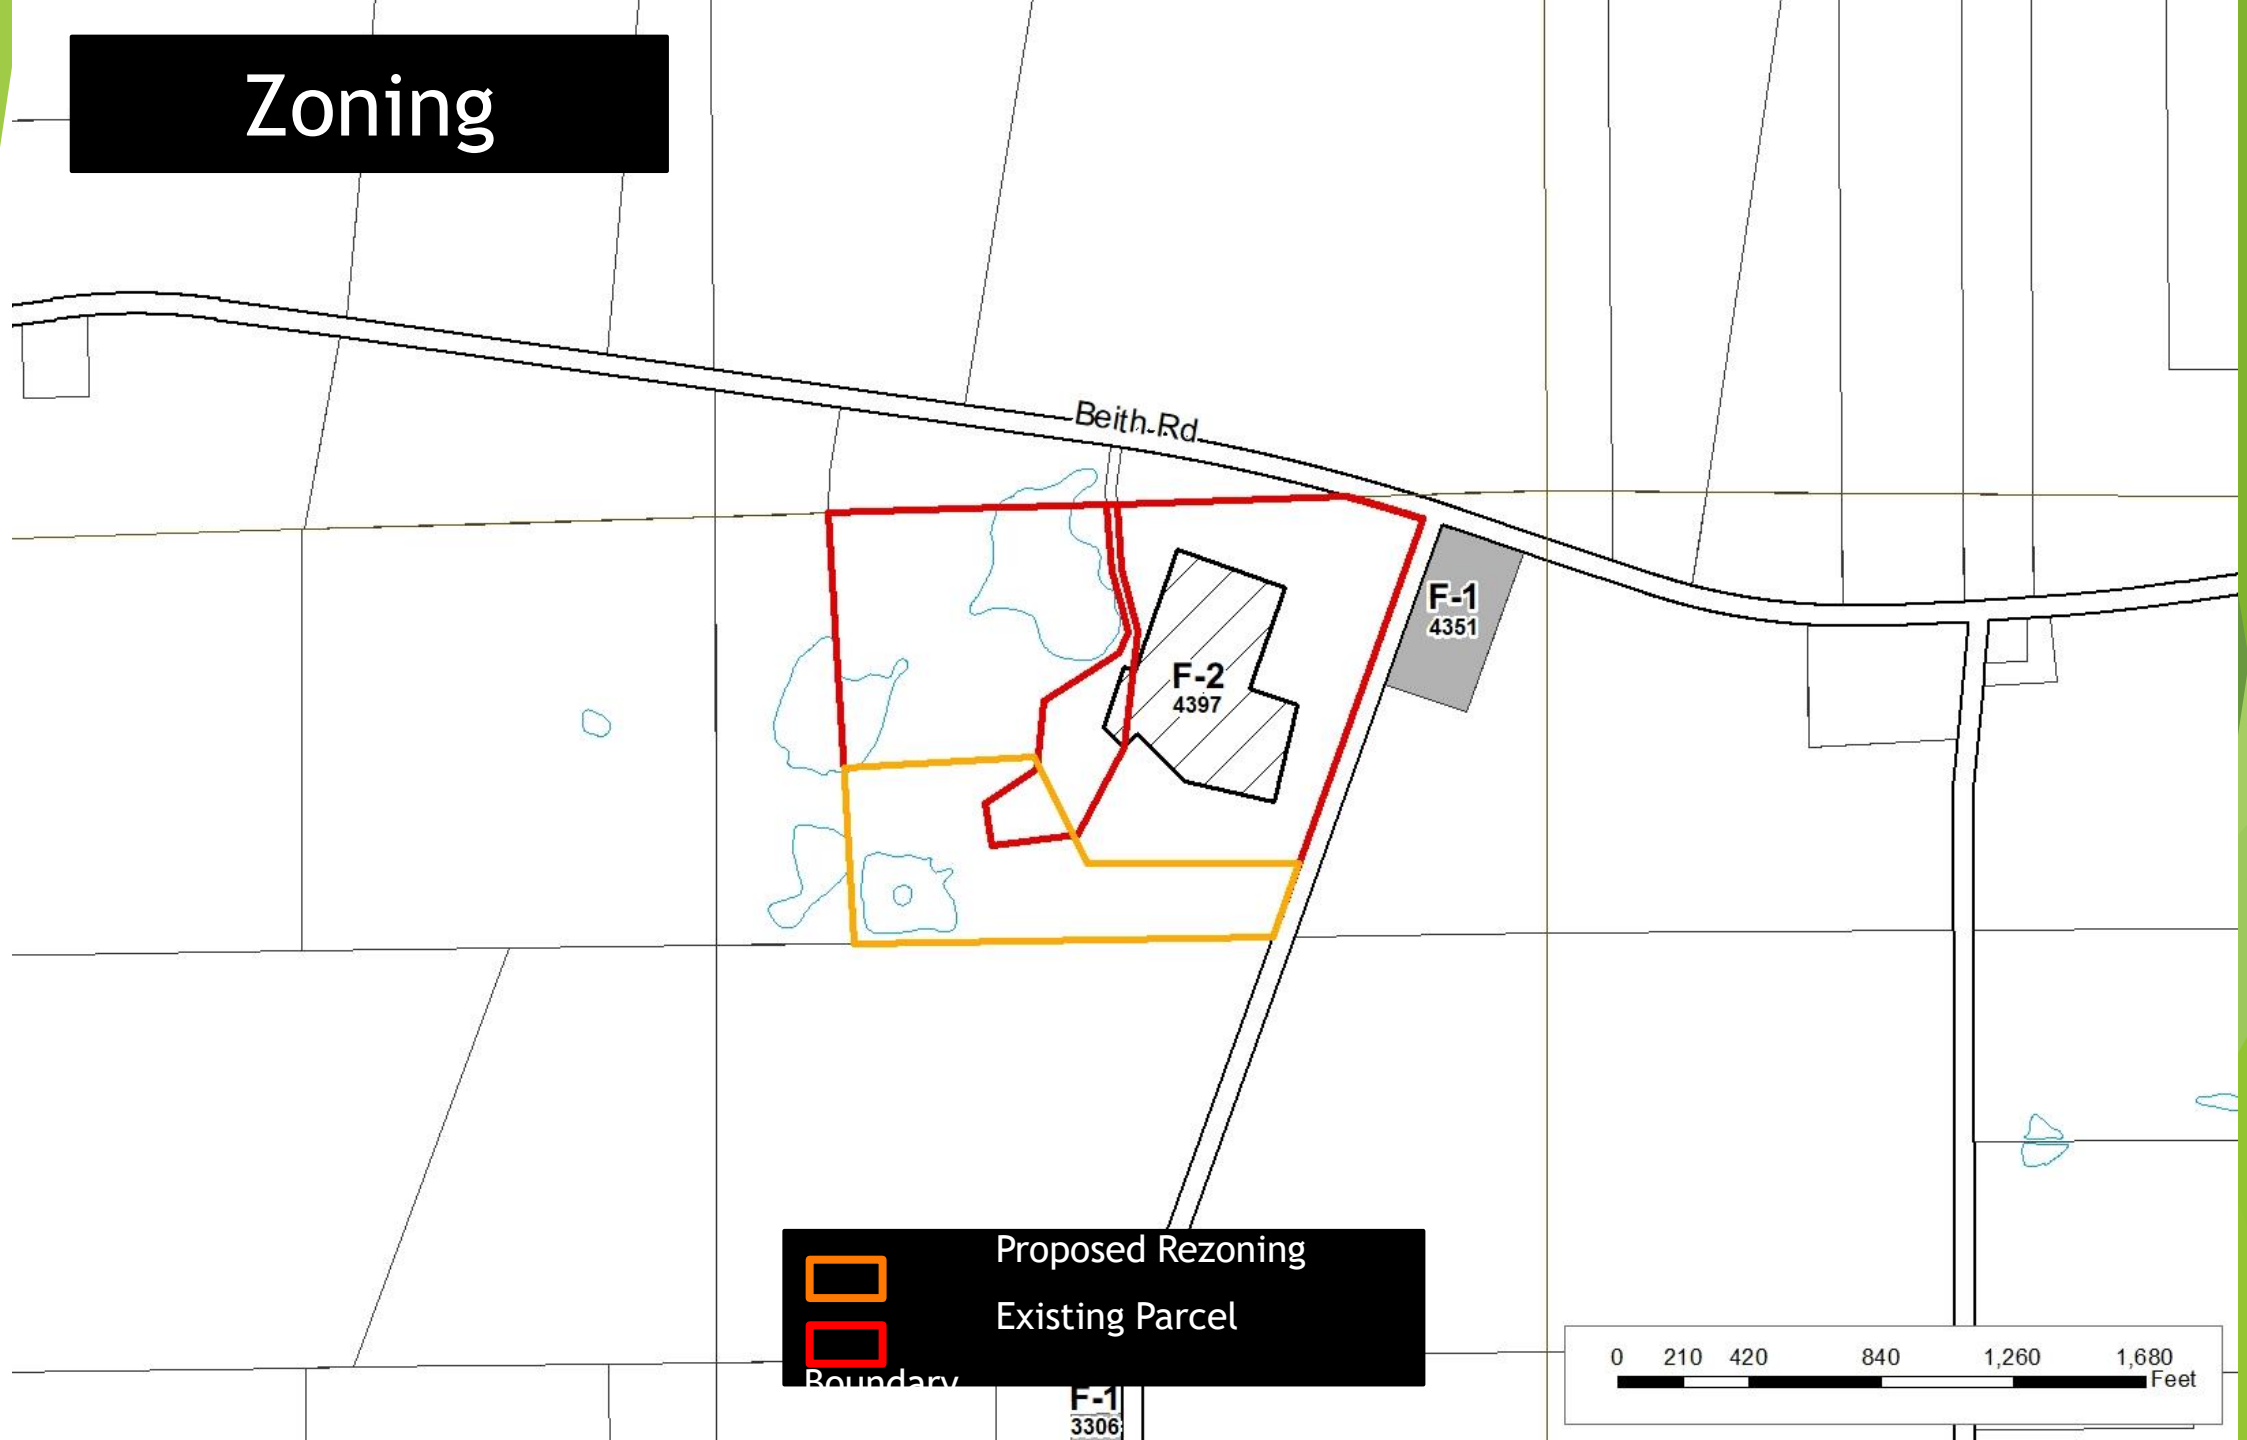 Zoning
Beith Rd
F-1
4351
F-2
4397
Proposed Rezoning
Existing Parcel
Boundary
F-1
3306
0 210 420 840 1,260 1,680
Feet